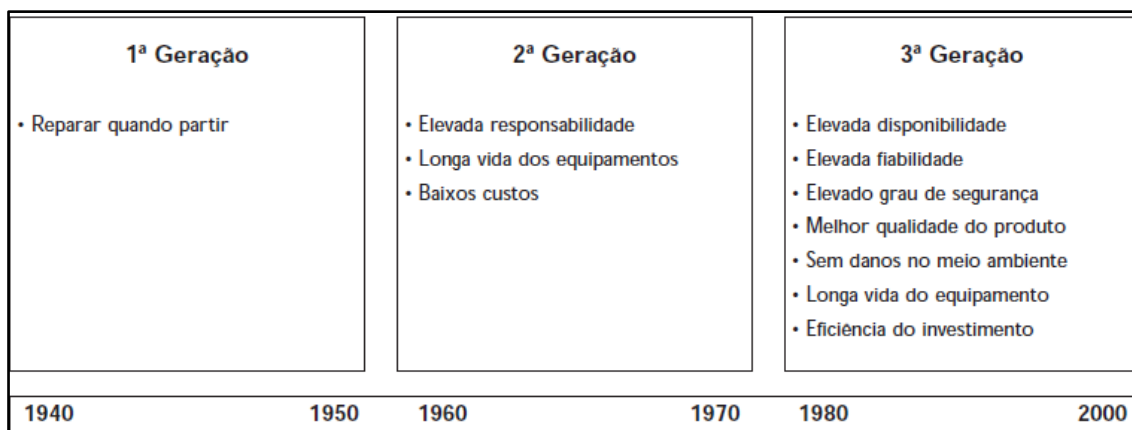 1ª Geração
• Reparar quando partir
2ª Geração
• Elevada responsabilidade
• Longa vida dos equipamentos
• Baixos custos
3ª Geração
• Elevada disponibilidade
• Elevada fiabilidade
• Elevado grau de segurança
• Melhor qualidade do produto
• Sem danos no meio ambiente
• Longa vida do equipamento
• Eficiência do investimento
1940 1950 1960 1970 1980 2000